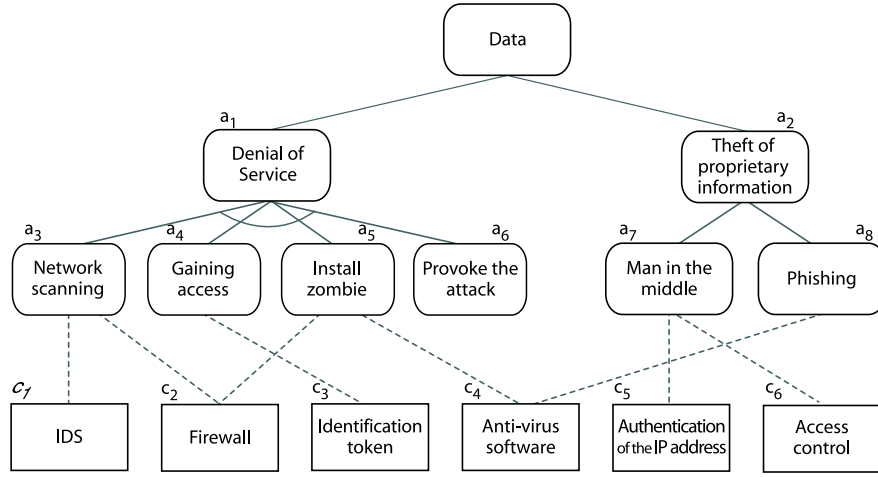 Data
a1
Denial of
Service
a2
Theft of
proprietary
information
a3
Network
scanning
a4
Gaining
access
a5
Install
zombie
a6
Provoke the
attack
a7
Man in the
middle
a8
Phishing
c1
IDS
c2
Firewall
c3
Identification
token
c4
Anti-virus
software
c5
Authentication
of the IP address
c6
Access
control